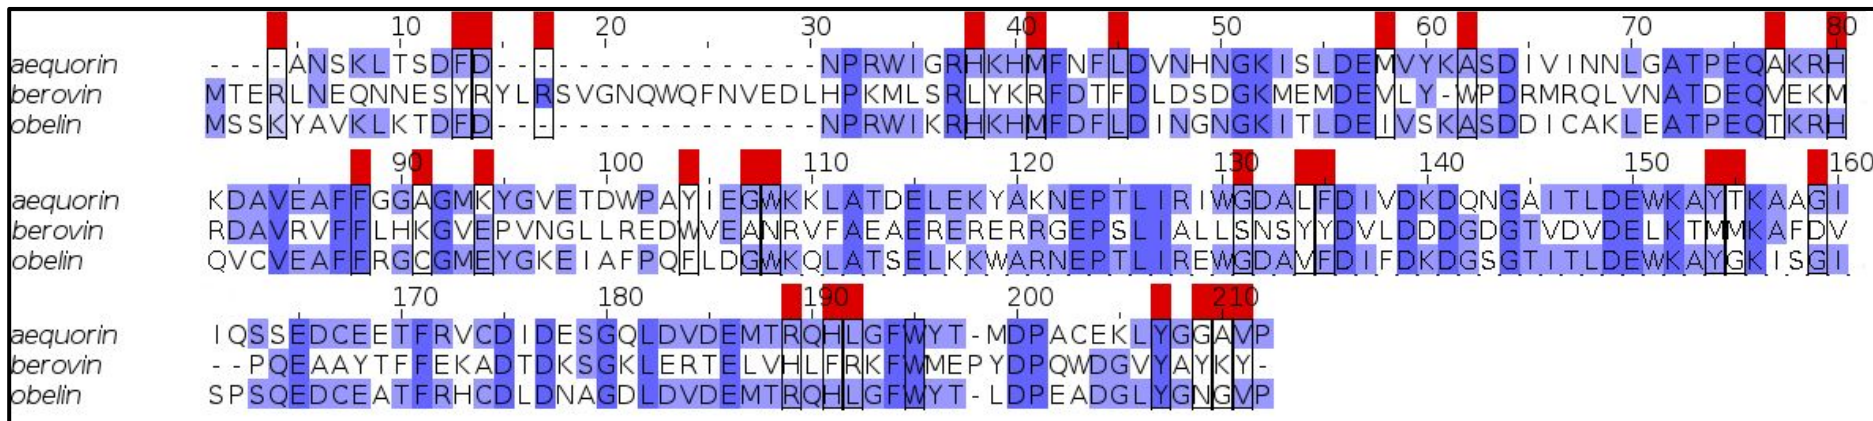 10 20 30 40 50 60 70 80
aequorin ----ANSKLTSDFD----------------NPRWIGRHKHMFNFLDVNHNGKISLDEMVYKASDIVINNLGATPEQAKRH
berovin MTERLNEQNNESYRYLRSVGNQWQFNVEDLHPKMLSRLYKRFDTFDLDSDGKMEMDEVLY-WPDRMRQLVNATDEQVEKM
obelin MSSKYAVKLKTDFD----------------NPRWIKRHKHMFDFLDINGNGKITLDEIVSKASDDICAKLEATPEQTKRH
90 100 110 120 130 140 150 160
aequorin KDAVEAFFGGAGMKYGVETDWPAYIEGWKKLATDELEKYAKNEPTLIRIWGDALFDIVDKDQNGAITLDEWKAYTKAAGI
berovin RDAVRVFFLHKGVEPVNGLLREDWVEANRVFAEAERERERRGEPSLIALLSNSYYDVLDDDGDGTVDVDELKTMMKAFDV
obelin QVCVEAFFRGCGMEYGKEIAFPQFLDGWKQLATSELKKWARNEPTLIREWGDAVFDIFDKDGSGTITLDEWKAYGKISGI
170 180 190 200 210
aequorin IQSSEDCEETFRVCDIDESGQLDVDEMTRQHLGFWYT-MDPACEKLYGGAVP
berovin --PQEAAYTFFEKADTDKSGKLERTELVHLFRKFWMEPYDPQWDGVYAYKY-
obelin SPSQEDCEATFRHCDLDNAGDLDVDEMTRQHLGFWYT-LDPEADGLYGNGVP